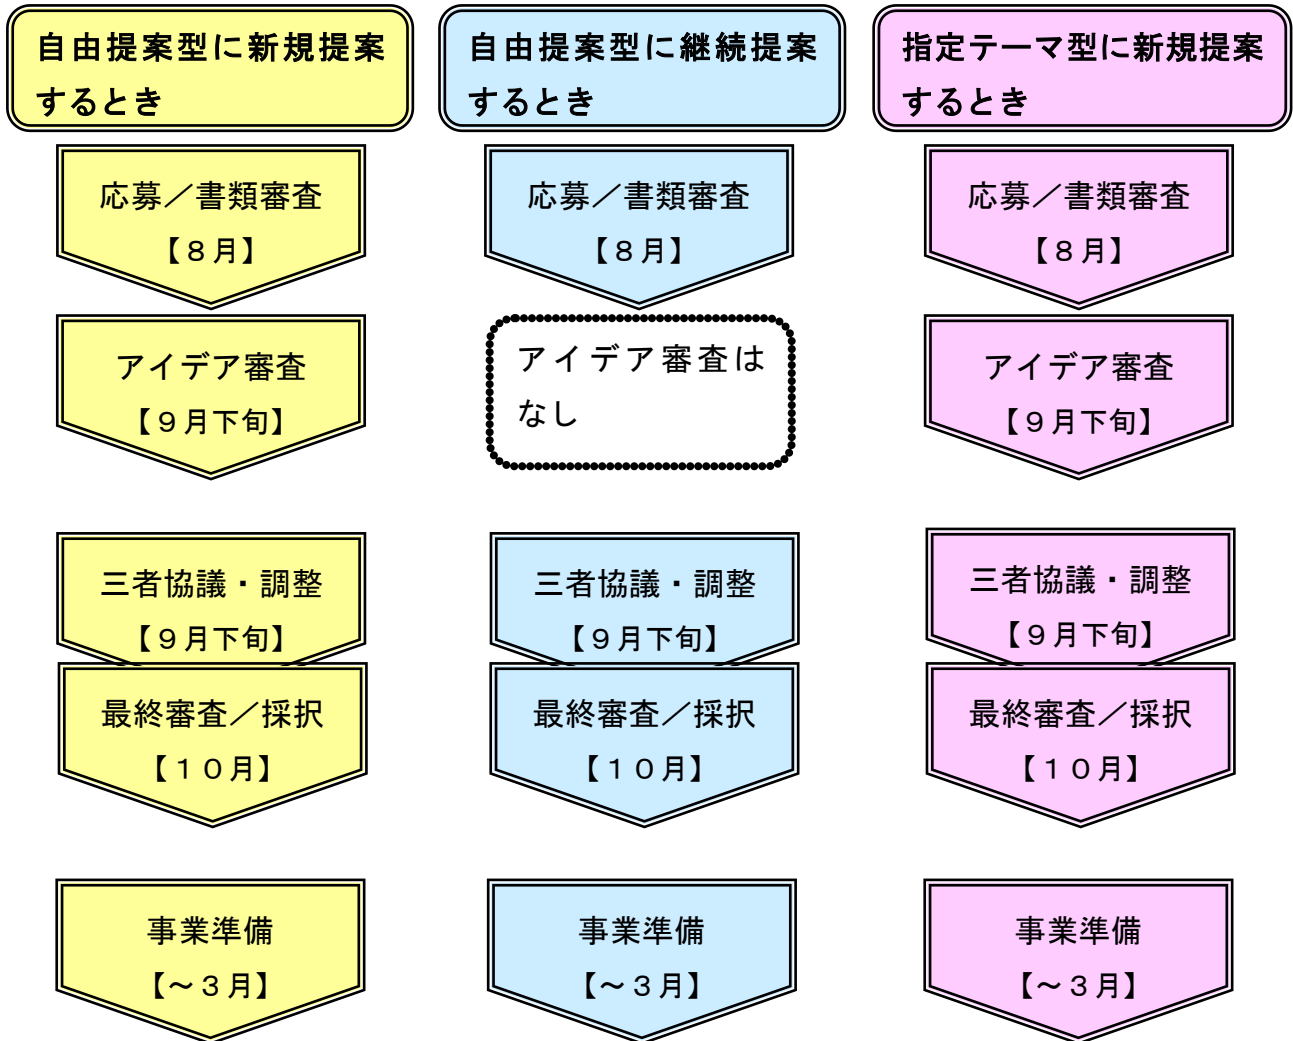 自由提案型に新規提案
するとき
自由提案型に継続提案
するとき
指定テーマ型に新規提案
するとき
応募／書類審査
【８月】
応募／書類審査
【８月】
応募／書類審査
【８月】
アイデア審査
【９月下旬】
アイデア審査は
なし
アイデア審査
【９月下旬】
三者協議・調整
【９月下旬】
三者協議・調整
【９月下旬】
三者協議・調整
【９月下旬】
最終審査／採択
【１０月】
最終審査／採択
【１０月】
最終審査／採択
【１０月】
事業準備
【～３月】
事業準備
【～３月】
事業準備
【～３月】